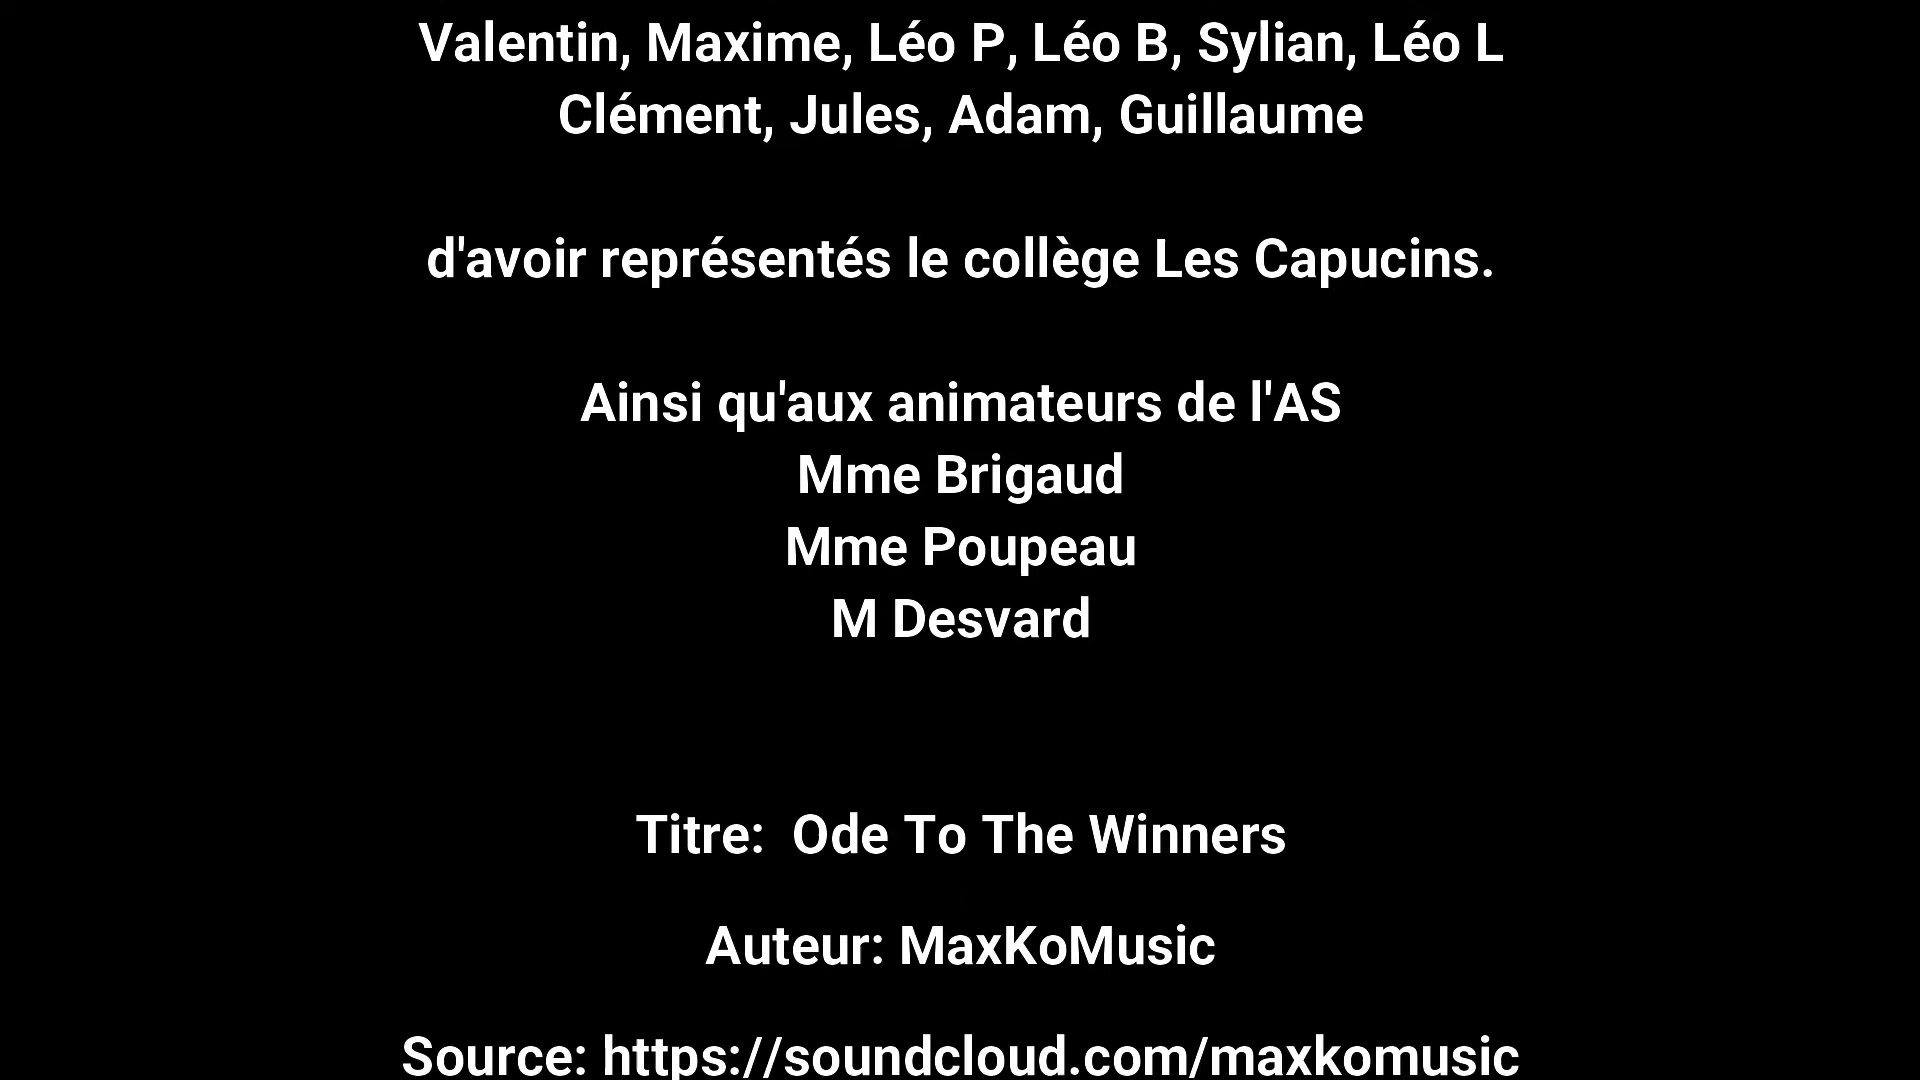 Valentin, Maxime, Léo P, Léo B, Sylian, Léo L
Clément, Jules, Adam, Guillaume
d'avoir représentés le collège Les Capucins.
Ainsi qu'aux animateurs de l'AS
Mme Brigaud
Mme Poupeau
M Desvard
Titre:  Ode To The Winners
Auteur: MaxKoMusic
Source: https://soundcloud.com/maxkomusic